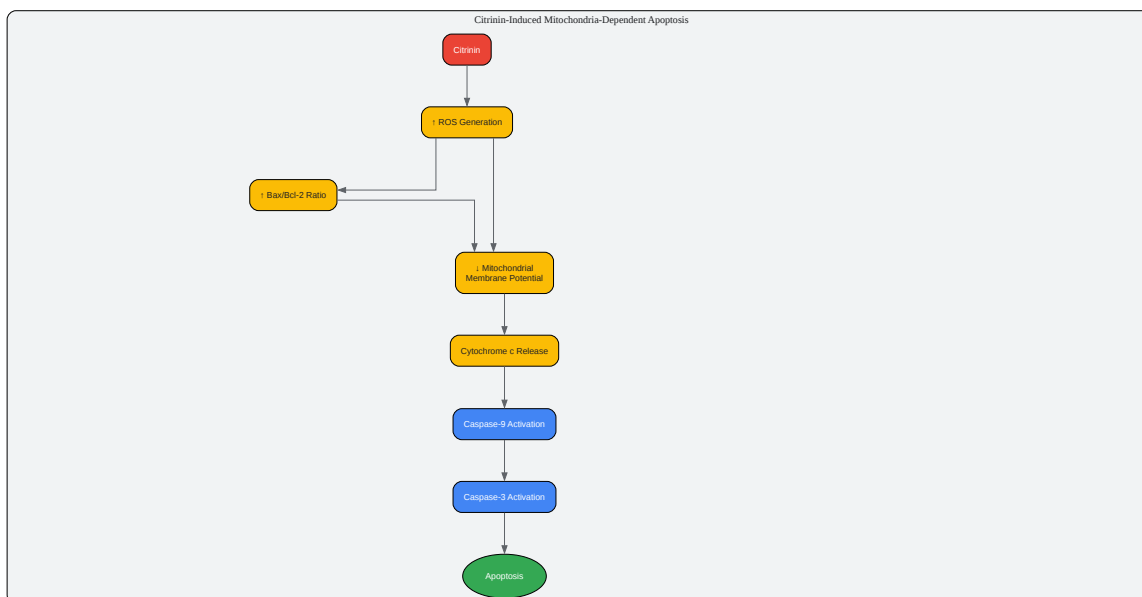 Citrinin-Induced Mitochondria-Dependent Apoptosis
Citrinin
↑ ROS Generation
↑ Bax/Bcl-2 Ratio
↓ Mitochondrial
Membrane Potential
Cytochrome c Release
Caspase-9 Activation
Caspase-3 Activation
Apoptosis